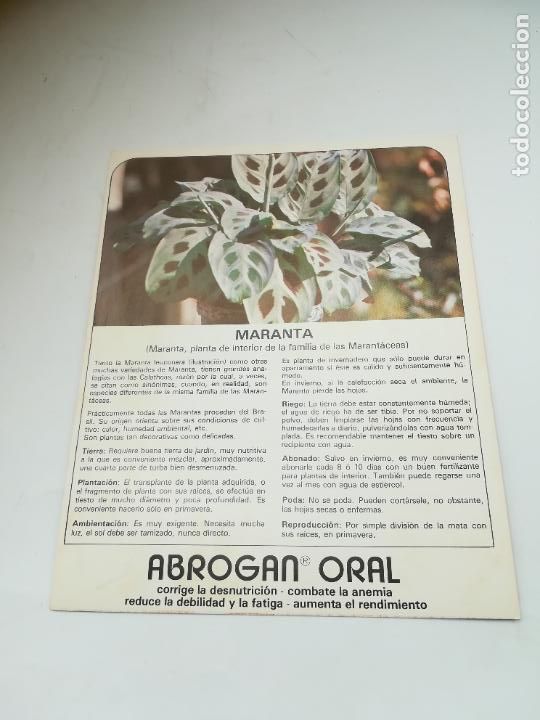 MARANTA
(Maranta, planta de interior de la familia de las Marantáceas)
Tanto la Maranta leuconera (ilustración) como otras
muchas variedades de Maranta, tienen grandes ana-
logías con las Calatheas, razón por la cual, a veces,
se citan como sinónimas, cuando, en realidad, son
especies diferentes de la misma familia de las Maran-
táceas.
Prácticamente todas las Marantas proceden del Bra-
sil. Su origen orienta sobre sus condiciones de cul-
tivo: calor, humedad ambiental, etc.
Son plantas tan decorativas como delicadas.
Tierra: Requiere buena tierra de jardín, muy nutritiva
a la que es conveniente mezclar, aproximadamente,
una cuarta parte de turba bien desmenuzada.
Plantación: El transplante de la planta adquirida, o
el fragmento de planta con sus raíces, se efectúa en
tiesto de mucho diámetro y poca profundidad. Es
conveniente hacerlo sólo en primavera.
Ambientación: Es muy exigente. Necesita mucha
luz, el sol debe ser tamizado, nunca directo.
Es planta de invernadero que sólo puede durar en
apartamiento si éste es cálido y suficientemente hú-
medo.
En invierno, si la calefacción seca el ambiente, la
Maranta pierde las hojas.
Riego: La tierra debe estar constantemente húmeda;
el agua de riego ha de ser tibia. Por no soportar el
polvo, deben limpiarse las hojas con frecuencia y
humedecerlas a diario, pulverizándolas con agua tem-
plada. Es recomendable mantener el tiesto sobre un
recipiente con agua.
Abonado: Salvo en invierno, es muy conveniente
abonarla cada 8 ó 10 días con un buen fertilizante
para plantas de interior. También puede regarse una
vez al mes con agua de estiercol.
Poda: No se poda. Pueden cortársele, no obstante,
las hojas secas o enfermas.
Reproducción: Por simple división de la mata con
sus raíces, en primavera.
ABROGAN® ORAL
corrige la desnutrición - combate la anemia
reduce la debilidad y la fatiga - aumenta el rendimiento
todocoleccion.net